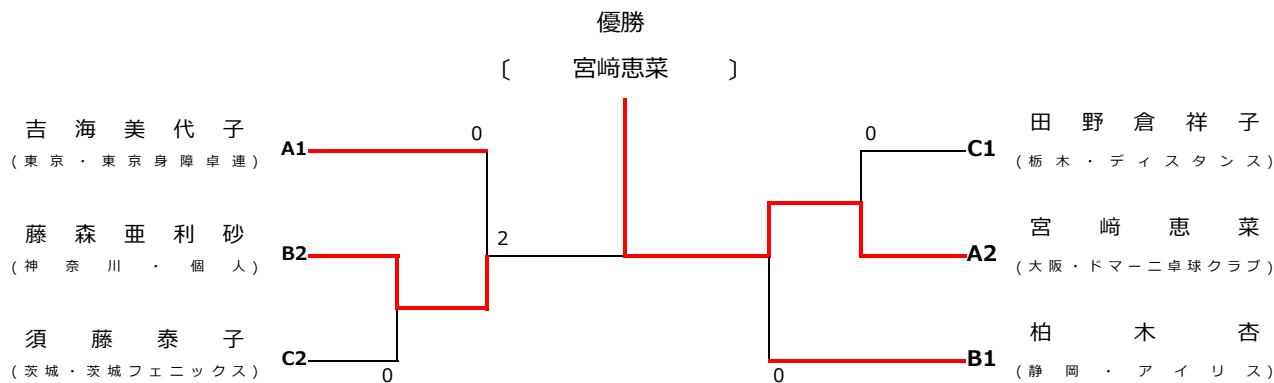 優勝
〔 宮﨑恵菜 〕
吉海美代子
(東京・東京身障卓連)
A1
0
藤森亜利砂
(神奈川・個人)
B2
2
須藤泰子
(茨城・茨城フェニックス)
C2
0
田野倉祥子
(栃木・ディスタンス)
C1
0
宮﨑恵菜
(大阪・ドマーニ卓球クラブ)
A2
柏木杏
(静岡・アイリス)
B1
0